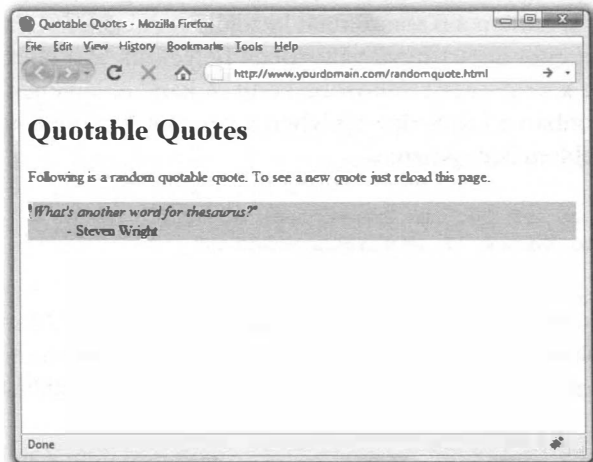 Quotable Quotes - Mozilla Firefox
File Edit View History Bookmarks Tools Help
http://www.yourdomain.com/randomquote.html
Quotable Quotes
Following is a random quotable quote. To see a new quote just reload this page.
"What's another word for thesaurus?"
- Steven Wright
Done